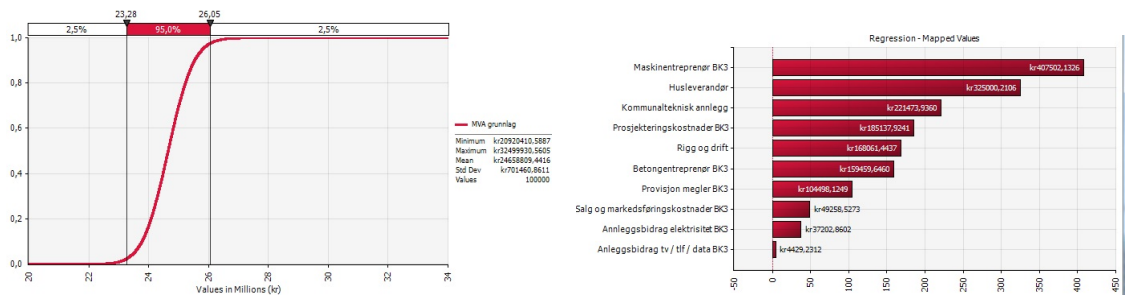 23,28 26,05
2,5% 95,0% 2,5%
1,0
0,8
0,6
0,4
0,2
0,0
20 22 24 26 28 30 32 34
Values in Millions (kr)
MVA grunnlag
Minimum kr20920410,5887
Maximum kr32499930,5605
Mean kr24658809,4416
Std Dev kr701460,8611
Values 100000
Regression - Mapped Values
Maskinentreprenør BK3 kr407502,1326
Husleverandør kr325000,2106
Kommunalteknisk annlegg kr221473,9360
Prosjekteringskostnader BK3 kr185137,9241
Rigg og drift kr168061,4437
Betongentreprenør BK3 kr159459,6460
Provisjon megler BK3 kr104498,1249
Salg og markedsføringskostnader BK3 kr49258,5273
Annleggsbidrag elektrisitet BK3 kr37202,8602
Anleggsbidrag tv / tlf / data BK3 kr4429,2312
-50 0 50 100 150 200 250 300 350 400 450